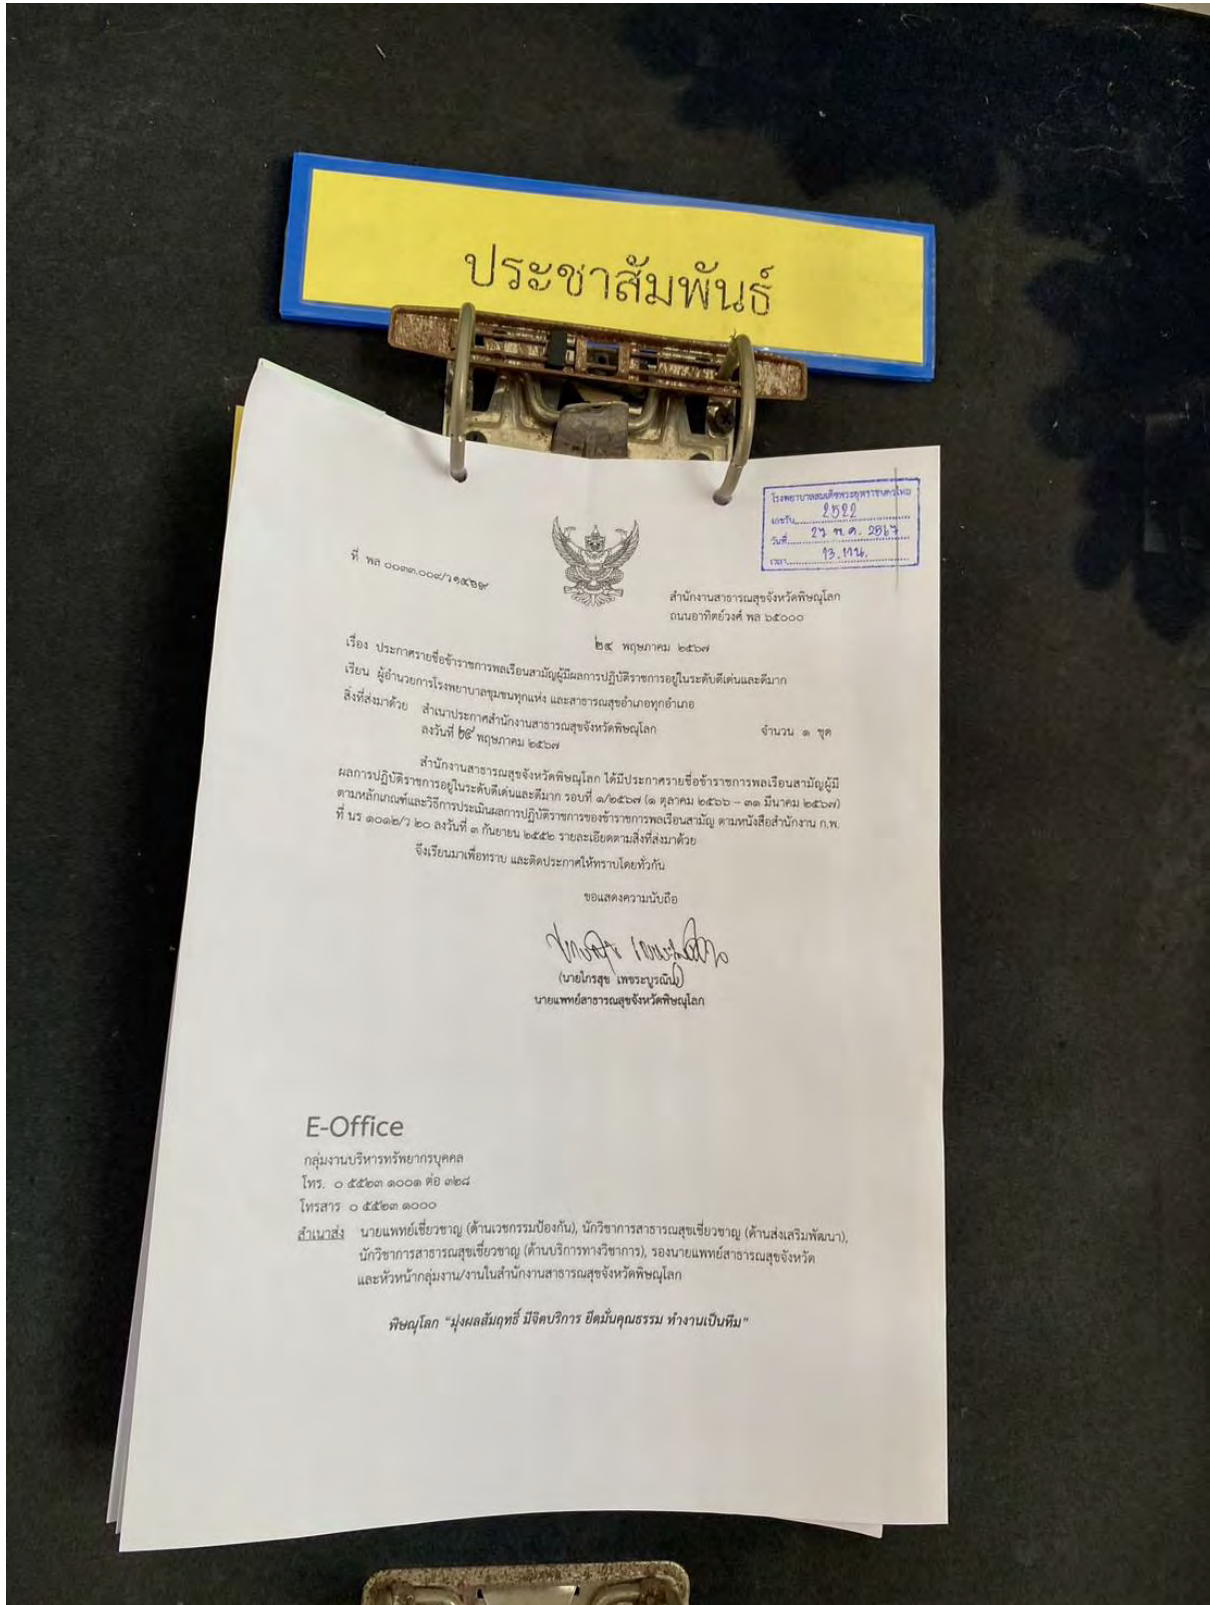 ประชาสัมพันธ์
โรงพยาบาลสมเด็จพระยุพราชนครไทย
เลขรับ 2522
วันที่ 27 พ.ค. 2567
เวลา 13.
ที่ พล ๐๐๓๓.๐๐๙/ว
สำนักงานสาธารณสุขจังหวัดพิษณุโลก
ถนนอาทิตย์วงศ์ พล ๖๕๐๐๐
๒๔ พฤษภาคม ๒๕๖๗
เรื่อง ประกาศรายชื่อข้าราชการพลเรือนสามัญผู้มีผลการปฏิบัติราชการอยู่ในระดับดีเด่นและดีมาก
เรียน ผู้อำนวยการโรงพยาบาลชุมชนทุกแห่ง และสาธารณสุขอำเภอทุกอำเภอ
สิ่งที่ส่งมาด้วย สำเนาประกาศสำนักงานสาธารณสุขจังหวัดพิษณุโลก จำนวน ๑ ชุด
ลงวันที่ ๒๔ พฤษภาคม ๒๕๖๗
สำนักงานสาธารณสุขจังหวัดพิษณุโลก ได้มีประกาศรายชื่อข้าราชการพลเรือนสามัญผู้มี
ผลการปฏิบัติราชการอยู่ในระดับดีเด่นและดีมาก รอบที่ ๑/๒๕๖๗ (๑ ตุลาคม ๒๕๖๖ – ๓๑ มีนาคม ๒๕๖๗)
ตามหลักเกณฑ์และวิธีการประเมินผลการปฏิบัติราชการของข้าราชการพลเรือนสามัญ ตามหนังสือสำนักงาน ก.พ.
ที่ นร ๑๐๑๒/ว ๒๐ ลงวันที่ ๓ กันยายน ๒๕๕๒ รายละเอียดตามสิ่งที่ส่งมาด้วย
จึงเรียนมาเพื่อทราบ และติดประกาศให้ทราบโดยทั่วกัน
ขอแสดงความนับถือ
(นายไกรสุข เพชระบูรณิน)
นายแพทย์สาธารณสุขจังหวัดพิษณุโลก
E-Office
กลุ่มงานบริหารทรัพยากรบุคคล
โทร. ๐ ๕๕๒๓ ๑๐๐๑ ต่อ ๓๒๘
โทรสาร ๐ ๕๕๒๓ ๑๐๐๐
สำเนาส่ง นายแพทย์เชี่ยวชาญ (ด้านเวชกรรมป้องกัน), นักวิชาการสาธารณสุขเชี่ยวชาญ (ด้านส่งเสริมพัฒนา),
นักวิชาการสาธารณสุขเชี่ยวชาญ (ด้านบริการทางวิชาการ), รองนายแพทย์สาธารณสุขจังหวัด
และหัวหน้ากลุ่มงาน/งานในสำนักงานสาธารณสุขจังหวัดพิษณุโลก
พิษณุโลก "มุ่งผลสัมฤทธิ์ มีจิตบริการ ยึดมั่นคุณธรรม ทำงานเป็นทีม"